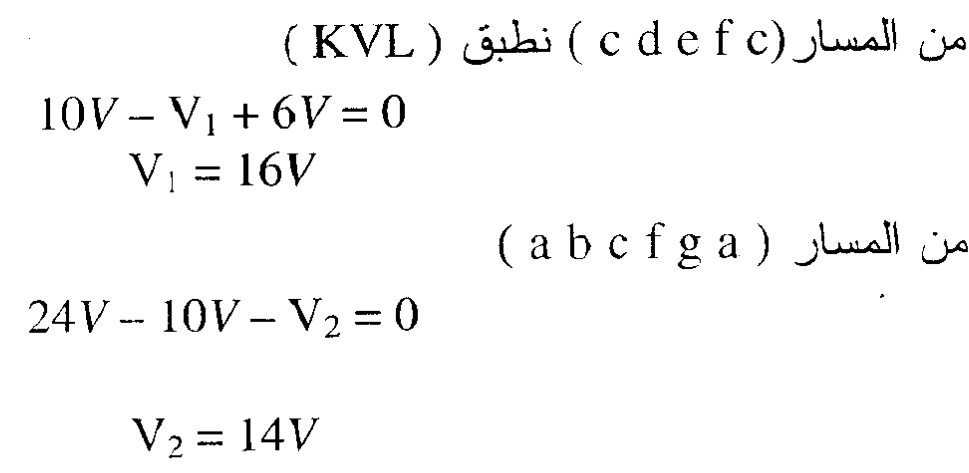 من المسار (c d e f c) نطبق (KVL)
10V – V₁ + 6V = 0
V₁ = 16V
من المسار (a b c f g a)
24V – 10V – V₂ = 0
V₂ = 14V